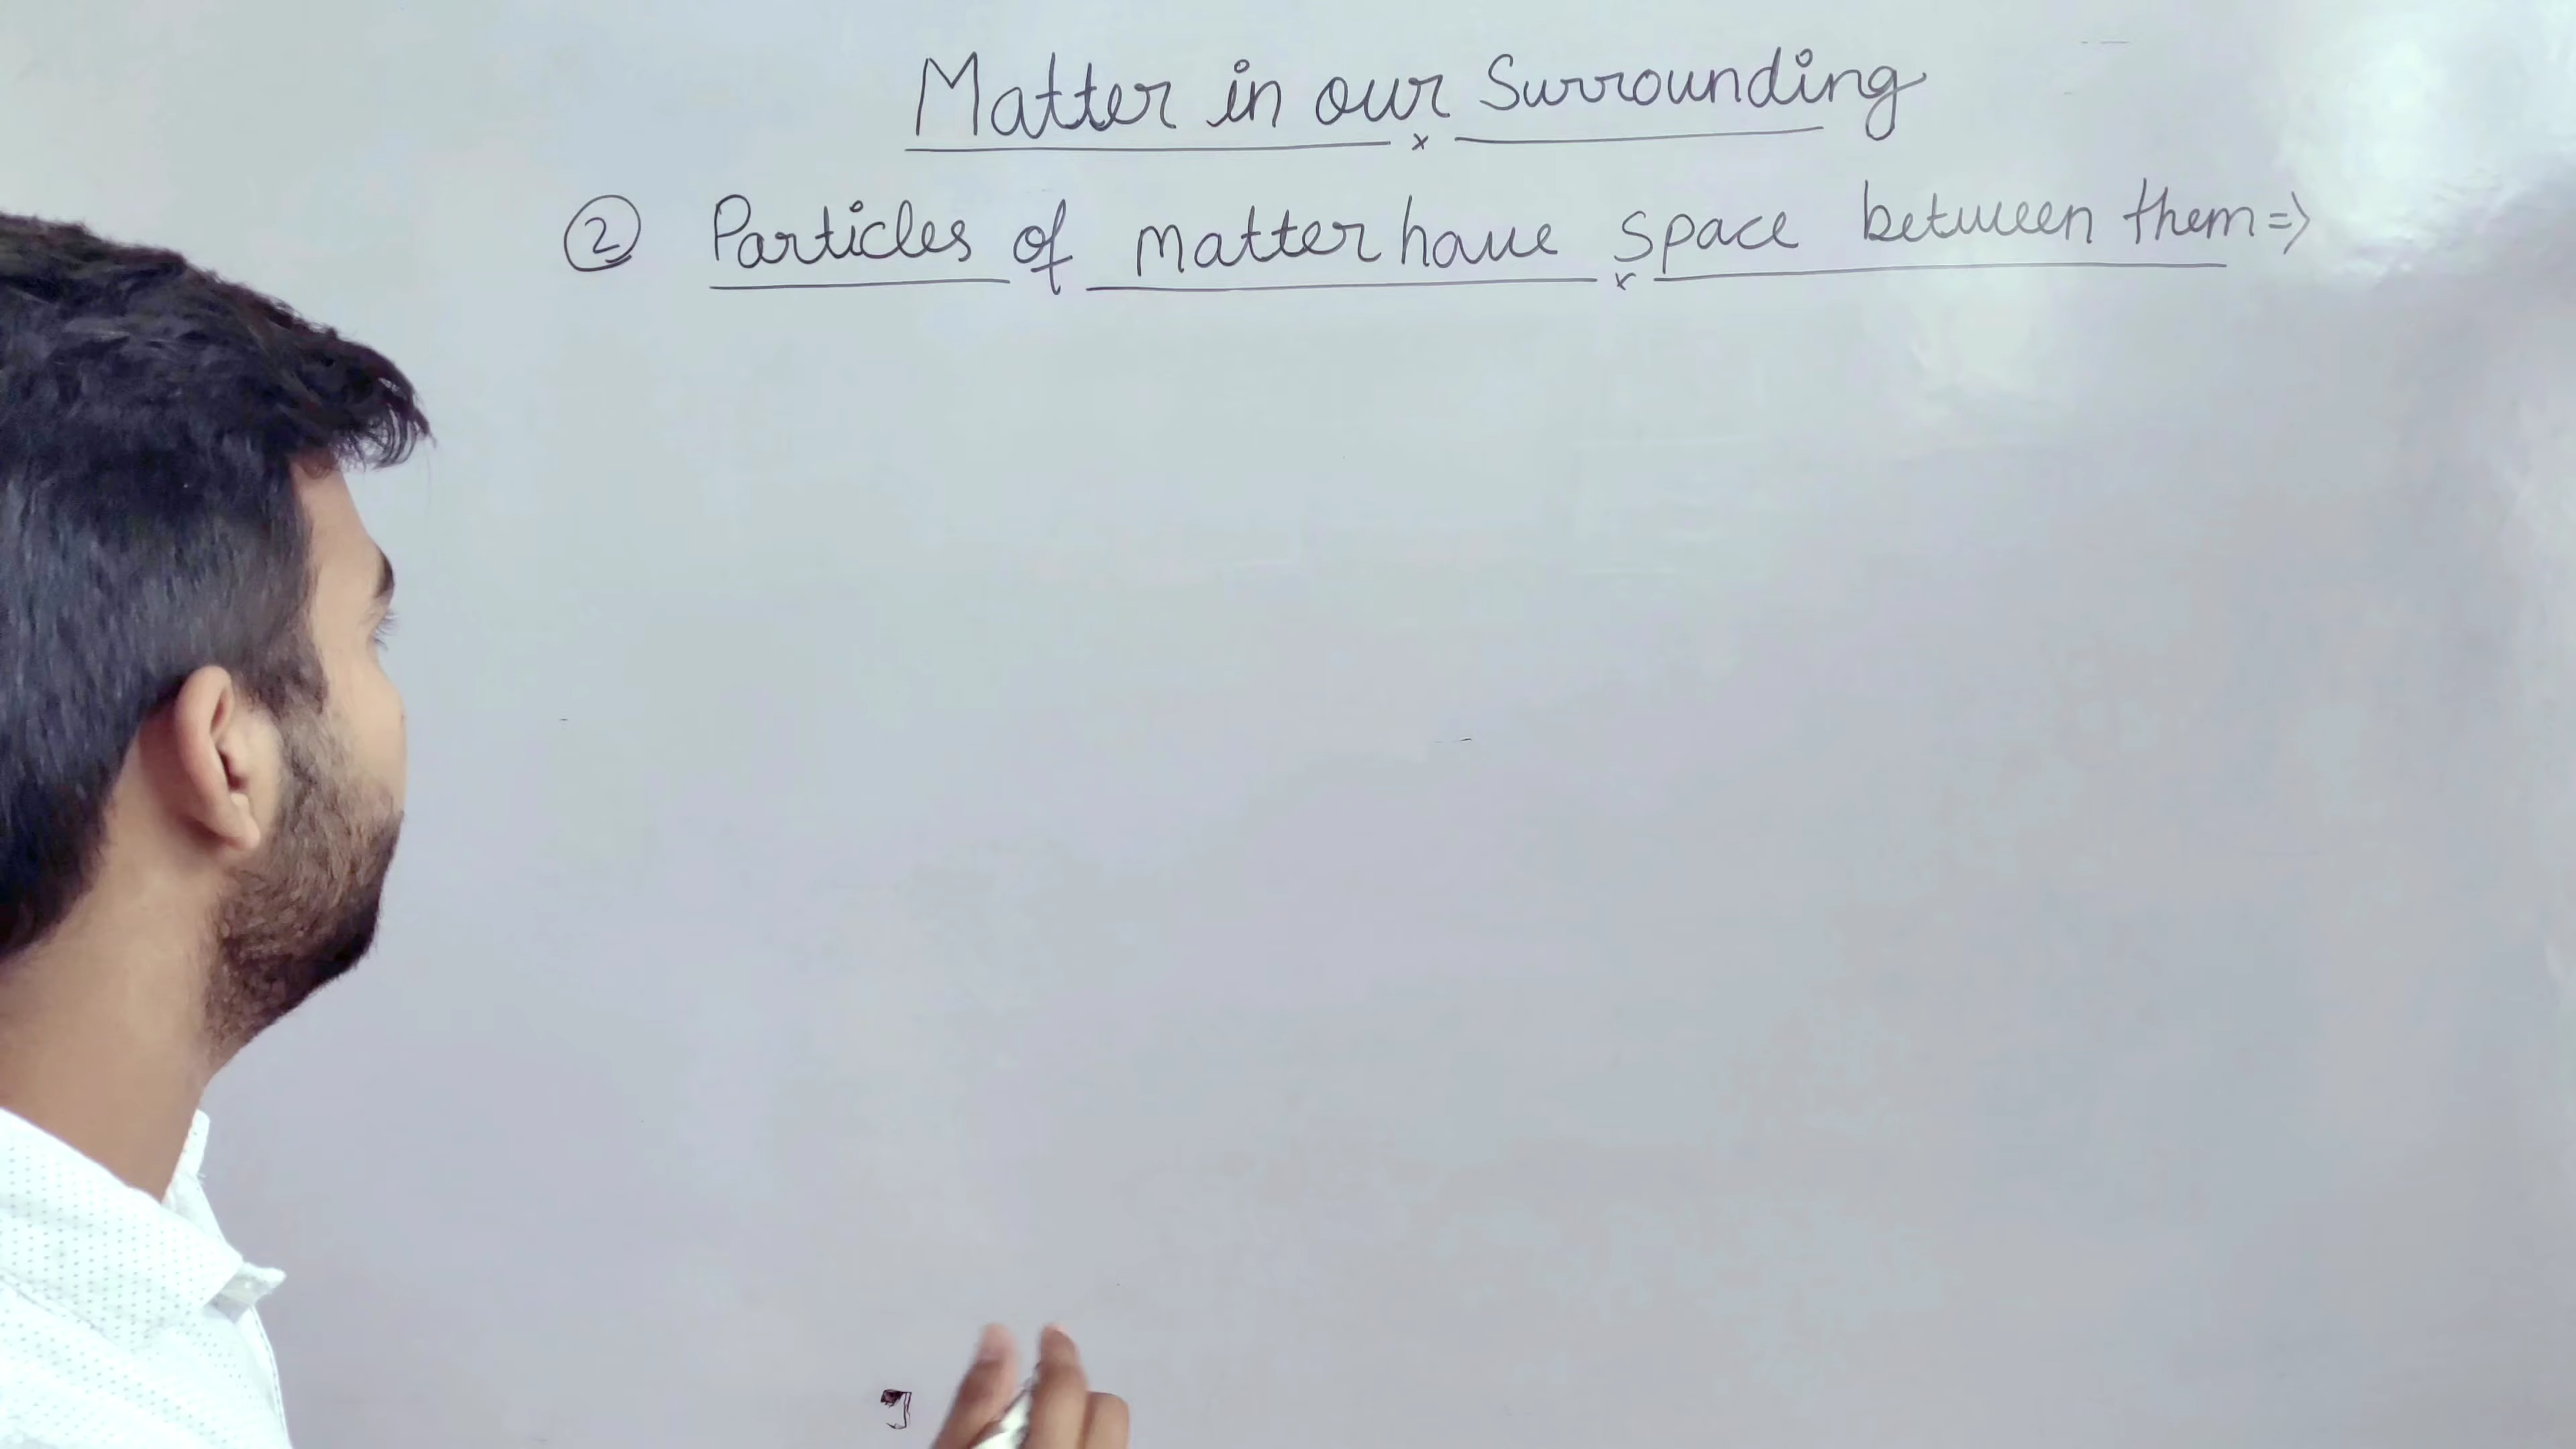 Matter in our Surrounding
② Particles of matter have space between them =>